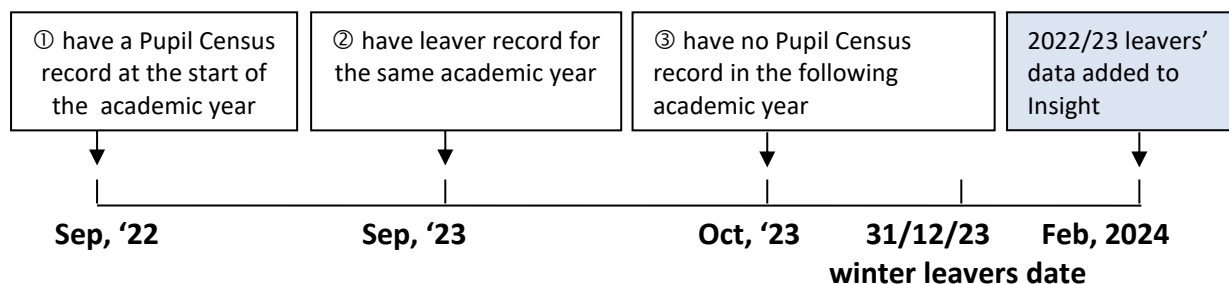 ① have a Pupil Census
record at the start of
the academic year
② have leaver record for
the same academic year
③ have no Pupil Census
record in the following
academic year
2022/23 leavers’
data added to
Insight
Sep, ‘22
Sep, ‘23
Oct, ‘23
31/12/23
Feb, 2024
winter leavers date